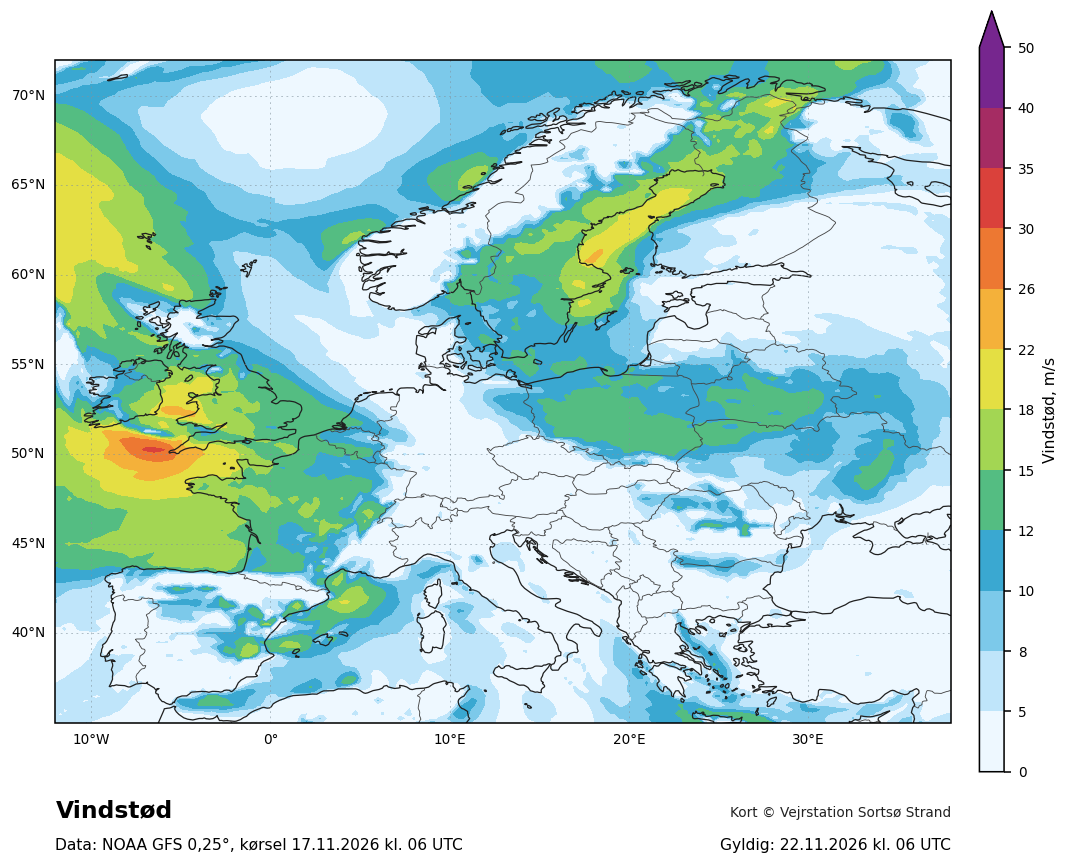 50
40
35
30
26
22
18
15
12
10
8
5
0
Vindstød, m/s
70°N
65°N
60°N
55°N
50°N
45°N
40°N
10°W
0°
10°E
20°E
30°E
Vindstød
Kort © Vejrstation Sortsø Strand
Data: NOAA GFS 0,25°, kørsel 17.11.2026 kl. 06 UTC
Gyldig: 22.11.2026 kl. 06 UTC